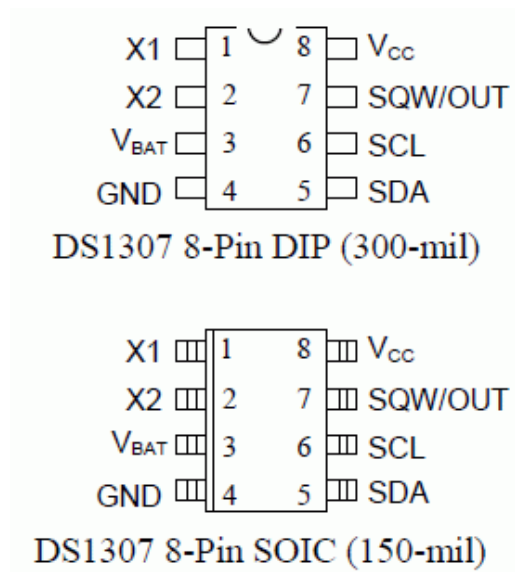 X1 1 8 VCC
X2 2 7 SQW/OUT
VBAT 3 6 SCL
GND 4 5 SDA
DS1307 8-Pin DIP (300-mil)
X1 1 8 VCC
X2 2 7 SQW/OUT
VBAT 3 6 SCL
GND 4 5 SDA
DS1307 8-Pin SOIC (150-mil)